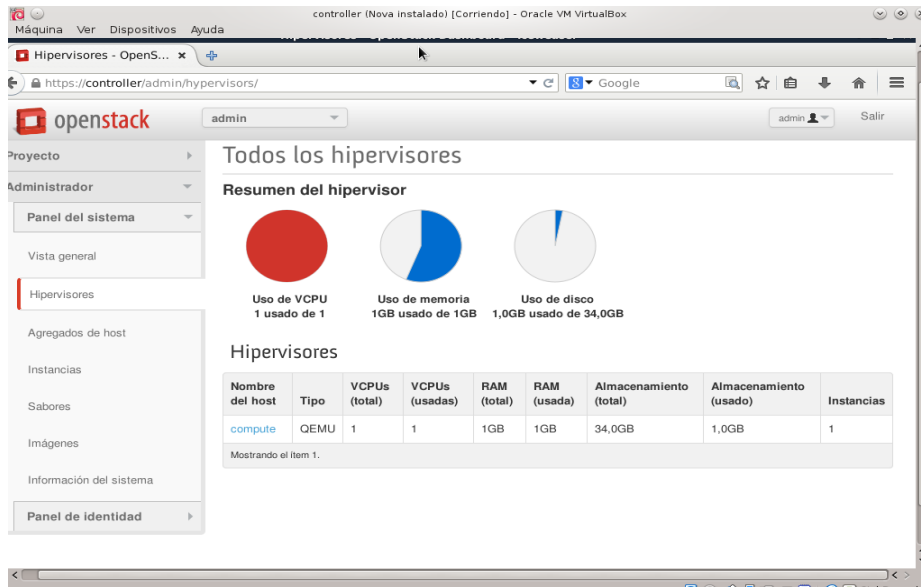 controller (Nova instalado) [Corriendo] - Oracle VM VirtualBox
Máquina Ver Dispositivos Ayuda
Hipervisores - OpenS...
https://controller/admin/hypervisors/
Google
openstack
admin
admin
Salir
Proyecto
Administrador
Panel del sistema
Vista general
Hipervisores
Agregados de host
Instancias
Sabores
Imágenes
Información del sistema
Panel de identidad
Todos los hipervisores
Resumen del hipervisor
Uso de VCPU
1 usado de 1
Uso de memoria
1GB usado de 1GB
Uso de disco
1,0GB usado de 34,0GB
Hipervisores
Nombre del host Tipo VCPUs (total) VCPUs (usadas) RAM (total) RAM (usada) Almacenamiento (total) Almacenamiento (usado) Instancias
compute QEMU 1 1 1GB 1GB 34,0GB 1,0GB 1
Mostrando el ítem 1.